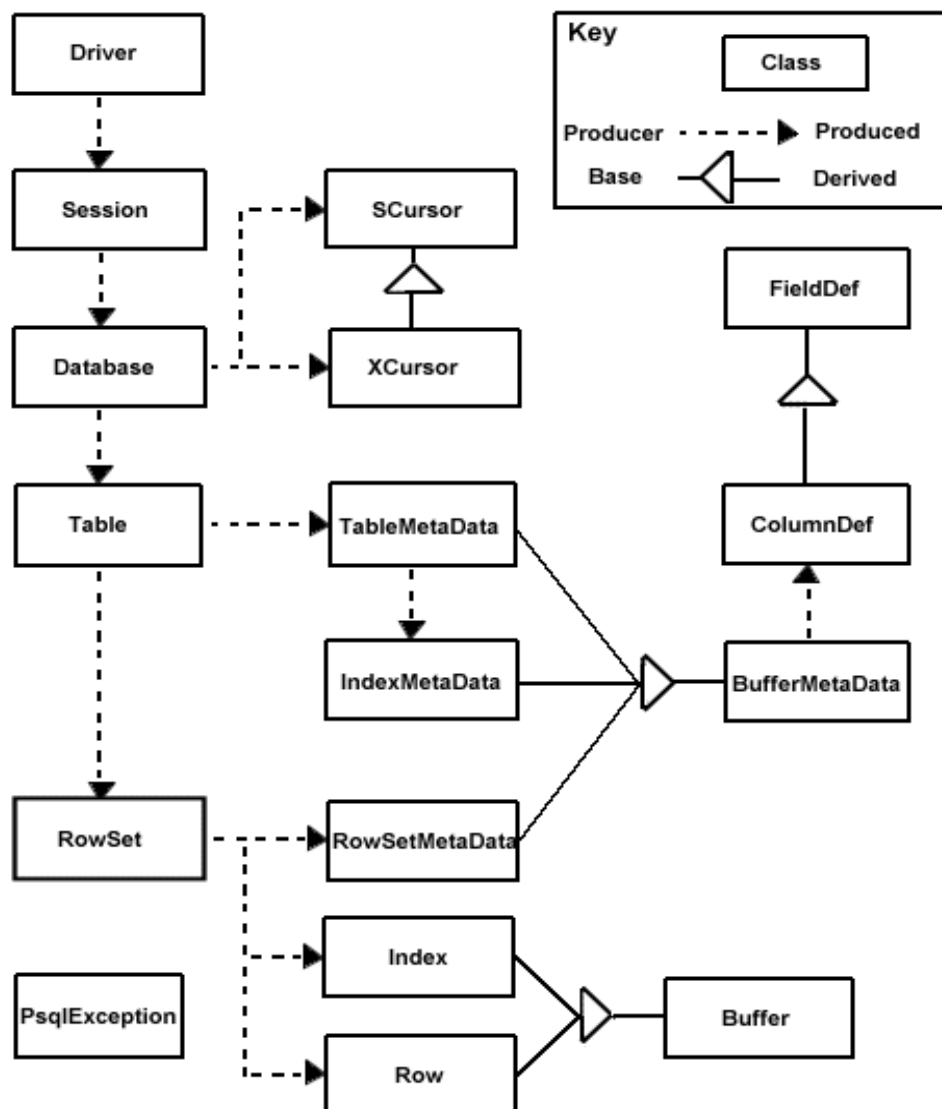 Driver
Key
Class
Producer
Produced
Base
Derived
Session
SCursor
FieldDef
Database
XCursor
Table
TableMetaData
ColumnDef
IndexMetaData
BufferMetaData
RowSet
RowSetMetaData
Index
PsqlException
Buffer
Row